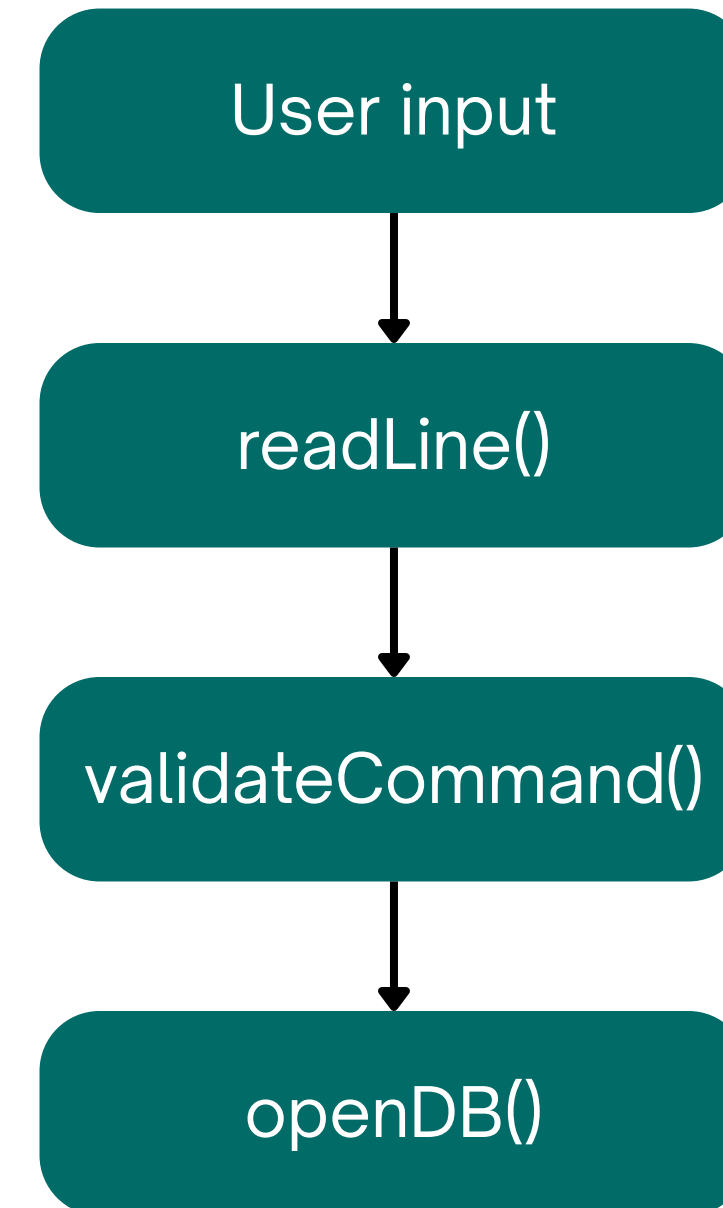 User input
readLine()
validateCommand()
openDB()